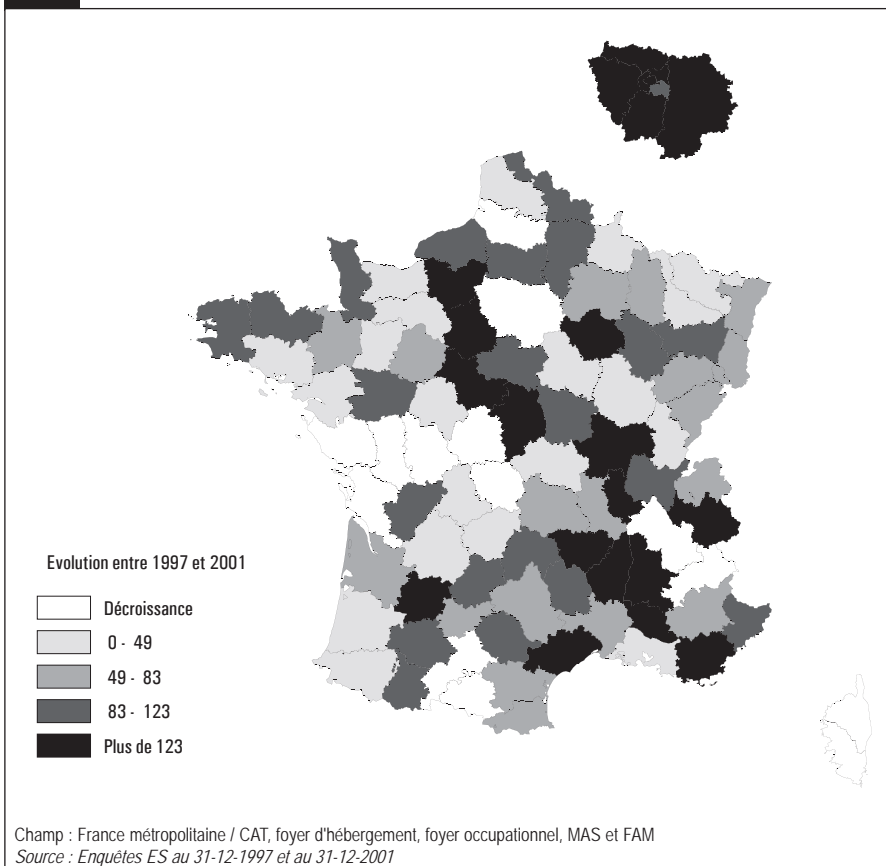 Evolution entre 1997 et 2001
Décroissance
0 - 49
49 - 83
83 - 123
Plus de 123
Champ : France métropolitaine / CAT, foyer d'hébergement, foyer occupationnel, MAS et FAM
Source : Enquêtes ES au 31-12-1997 et au 31-12-2001